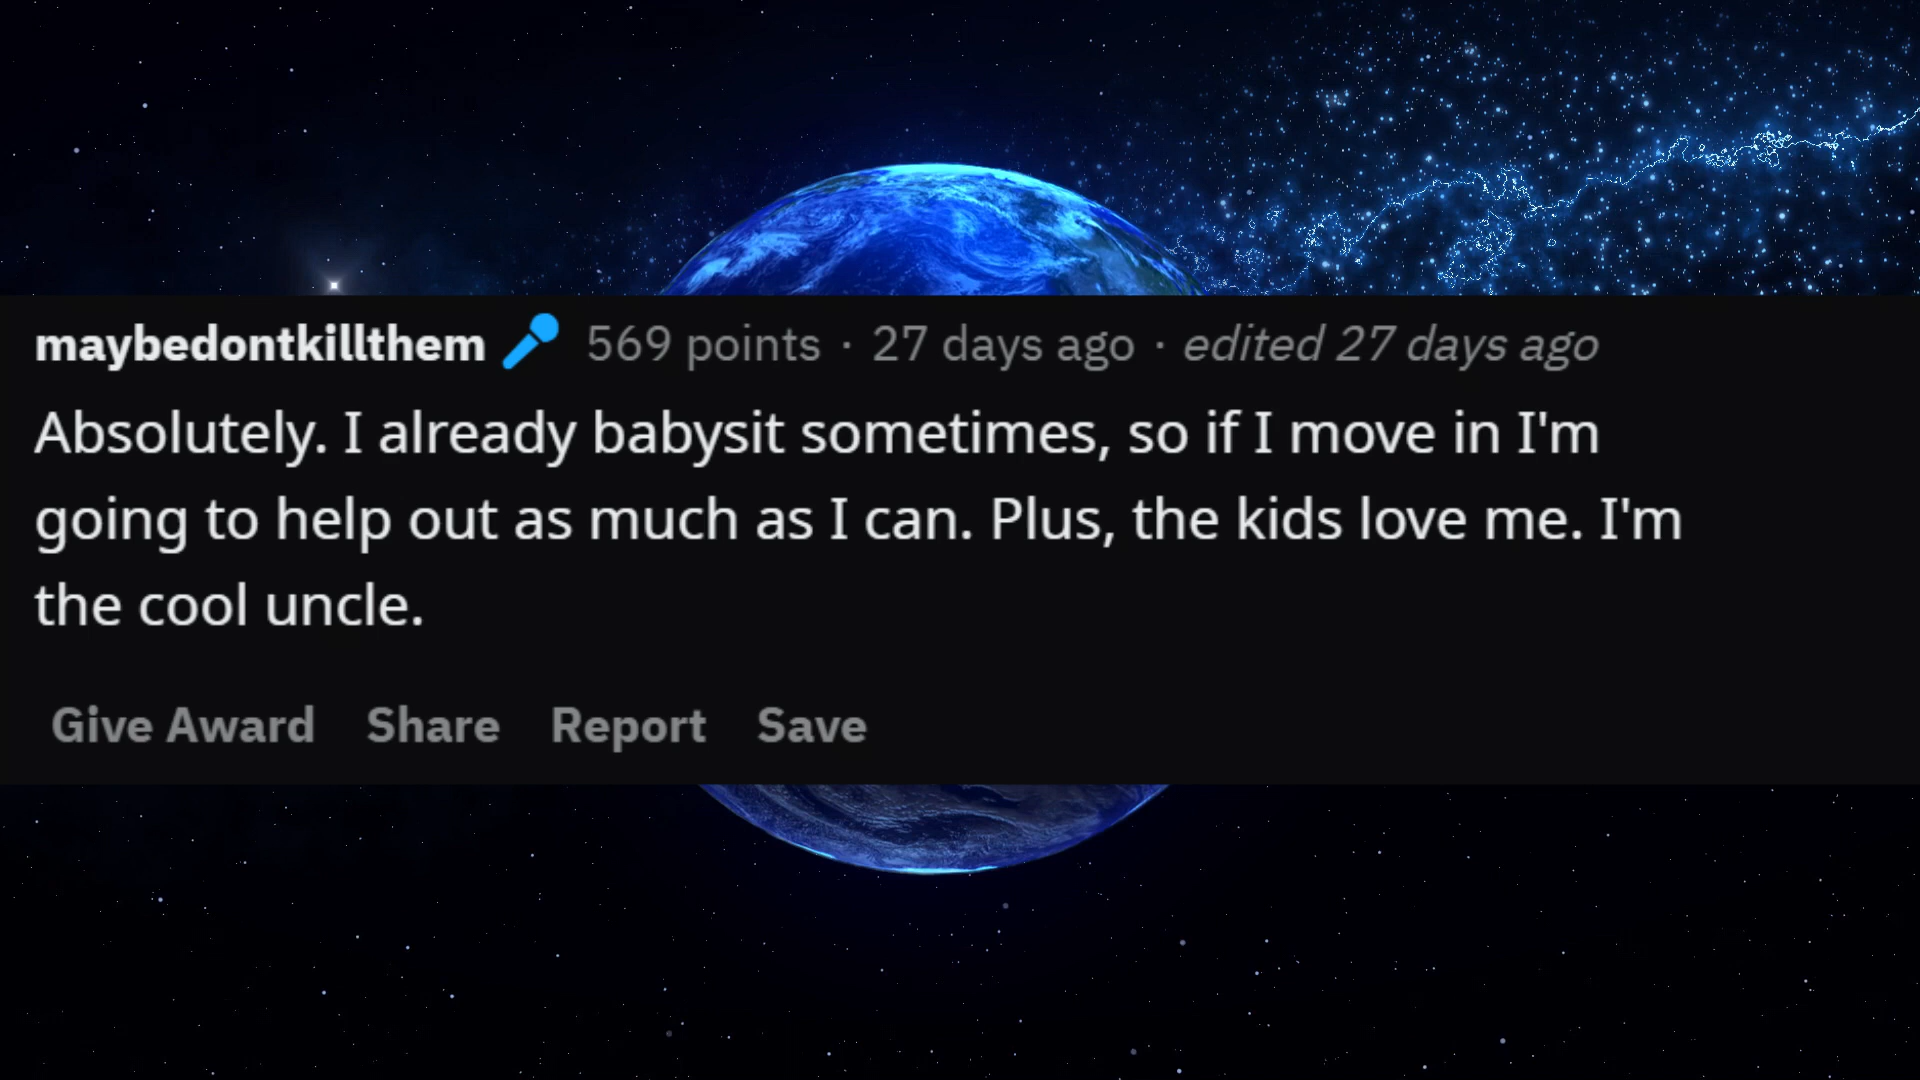 maybedontkillthem 569 points · 27 days ago · edited 27 days ago
Absolutely. I already babysit sometimes, so if I move in I'm
going to help out as much as I can. Plus, the kids love me. I'm
the cool uncle.
Give Award Share Report Save